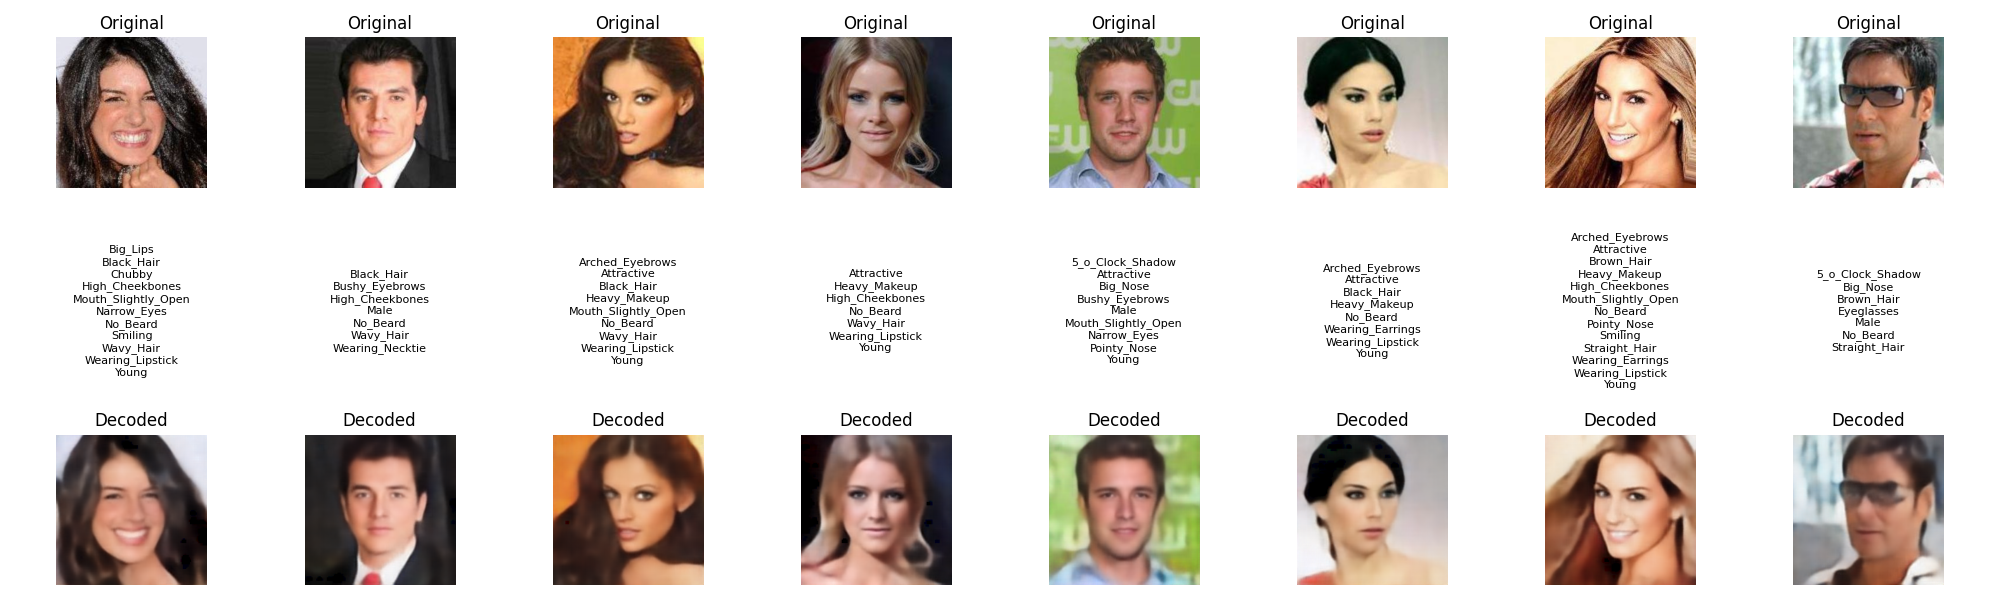 Original
Original
Original
Original
Original
Original
Original
Original
Big_Lips
Black_Hair
Chubby
High_Cheekbones
Mouth_Slightly_Open
Narrow_Eyes
No_Beard
Smiling
Wavy_Hair
Wearing_Lipstick
Young
Black_Hair
Bushy_Eyebrows
High_Cheekbones
Male
No_Beard
Wavy_Hair
Wearing_Necktie
Arched_Eyebrows
Attractive
Black_Hair
Heavy_Makeup
Mouth_Slightly_Open
No_Beard
Wavy_Hair
Wearing_Lipstick
Young
Attractive
Heavy_Makeup
High_Cheekbones
No_Beard
Wavy_Hair
Wearing_Lipstick
Young
5_o_Clock_Shadow
Attractive
Big_Nose
Bushy_Eyebrows
Male
Mouth_Slightly_Open
Narrow_Eyes
Pointy_Nose
Young
Arched_Eyebrows
Attractive
Black_Hair
Heavy_Makeup
No_Beard
Wearing_Earrings
Wearing_Lipstick
Young
Arched_Eyebrows
Attractive
Brown_Hair
Heavy_Makeup
High_Cheekbones
Mouth_Slightly_Open
No_Beard
Pointy_Nose
Smiling
Straight_Hair
Wearing_Earrings
Wearing_Lipstick
Young
5_o_Clock_Shadow
Big_Nose
Brown_Hair
Eyeglasses
Male
No_Beard
Straight_Hair
Decoded
Decoded
Decoded
Decoded
Decoded
Decoded
Decoded
Decoded